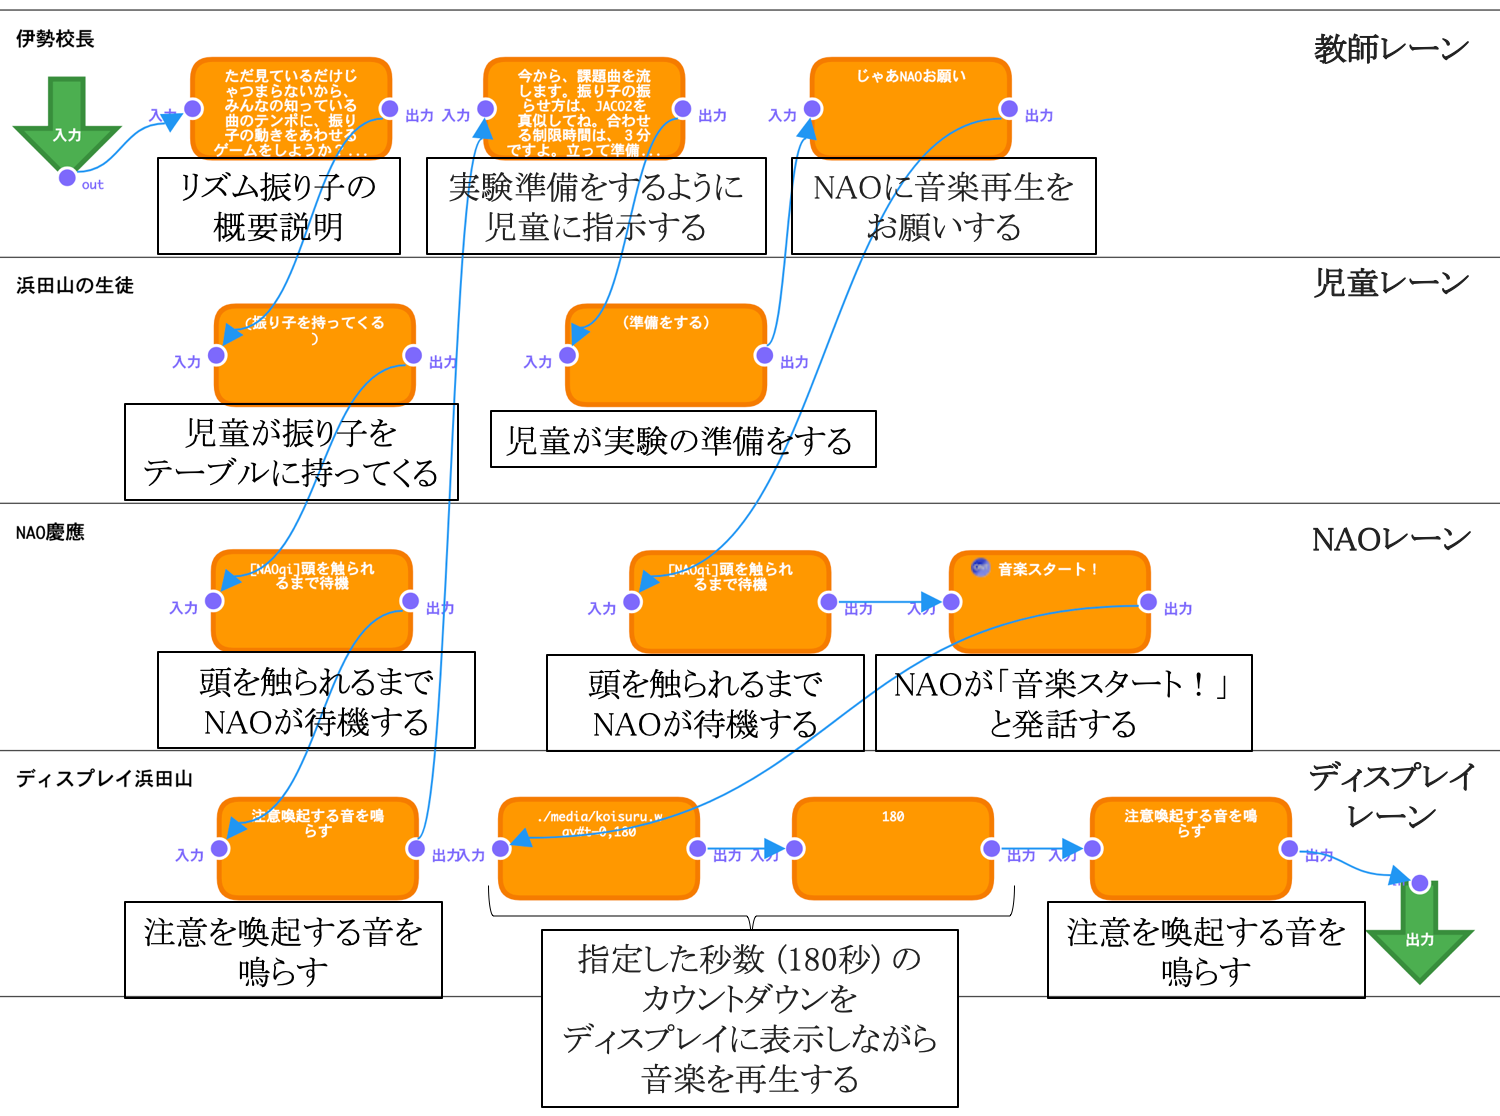 伊勢校長
教師レーン
入力
out
入力
ただ見ているだけじ
ゃつまらないから、
みんなの知っている
曲のテンポに、振り
子の動きをあわせる
ゲームをしようか？...
出力
入力
今から、課題曲を流
します。振り子の振
らせ方は、JACO2を
真似してね。合わせ
る制限時間は、３分
ですよ。立って準備...
出力
入力
じゃあNAOお願い
出力
リズム振り子の
概要説明
実験準備をするように
児童に指示する
NAOに音楽再生を
お願いする
浜田山の生徒
児童レーン
入力
(振り子を持ってくる
)
出力
入力
(準備をする)
出力
児童が振り子を
テーブルに持ってくる
児童が実験の準備をする
NAO慶應
NAOレーン
入力
[NAOqi]頭を触られ
るまで待機
出力
入力
[NAOqi]頭を触られ
るまで待機
出力
入力
音楽スタート！
出力
頭を触られるまで
NAOが待機する
頭を触られるまで
NAOが待機する
NAOが「音楽スタート！」
と発話する
ディスプレイ浜田山
ディスプレイ
レーン
入力
注意喚起する音を鳴
らす
出力
入力
./media/koisuru.w
av#t=0,180
出力
入力
180
出力
入力
注意喚起する音を鳴
らす
出力
出力
注意を喚起する音を
鳴らす
指定した秒数（180秒）の
カウントダウンを
ディスプレイに表示しながら
音楽を再生する
注意を喚起する音を
鳴らす